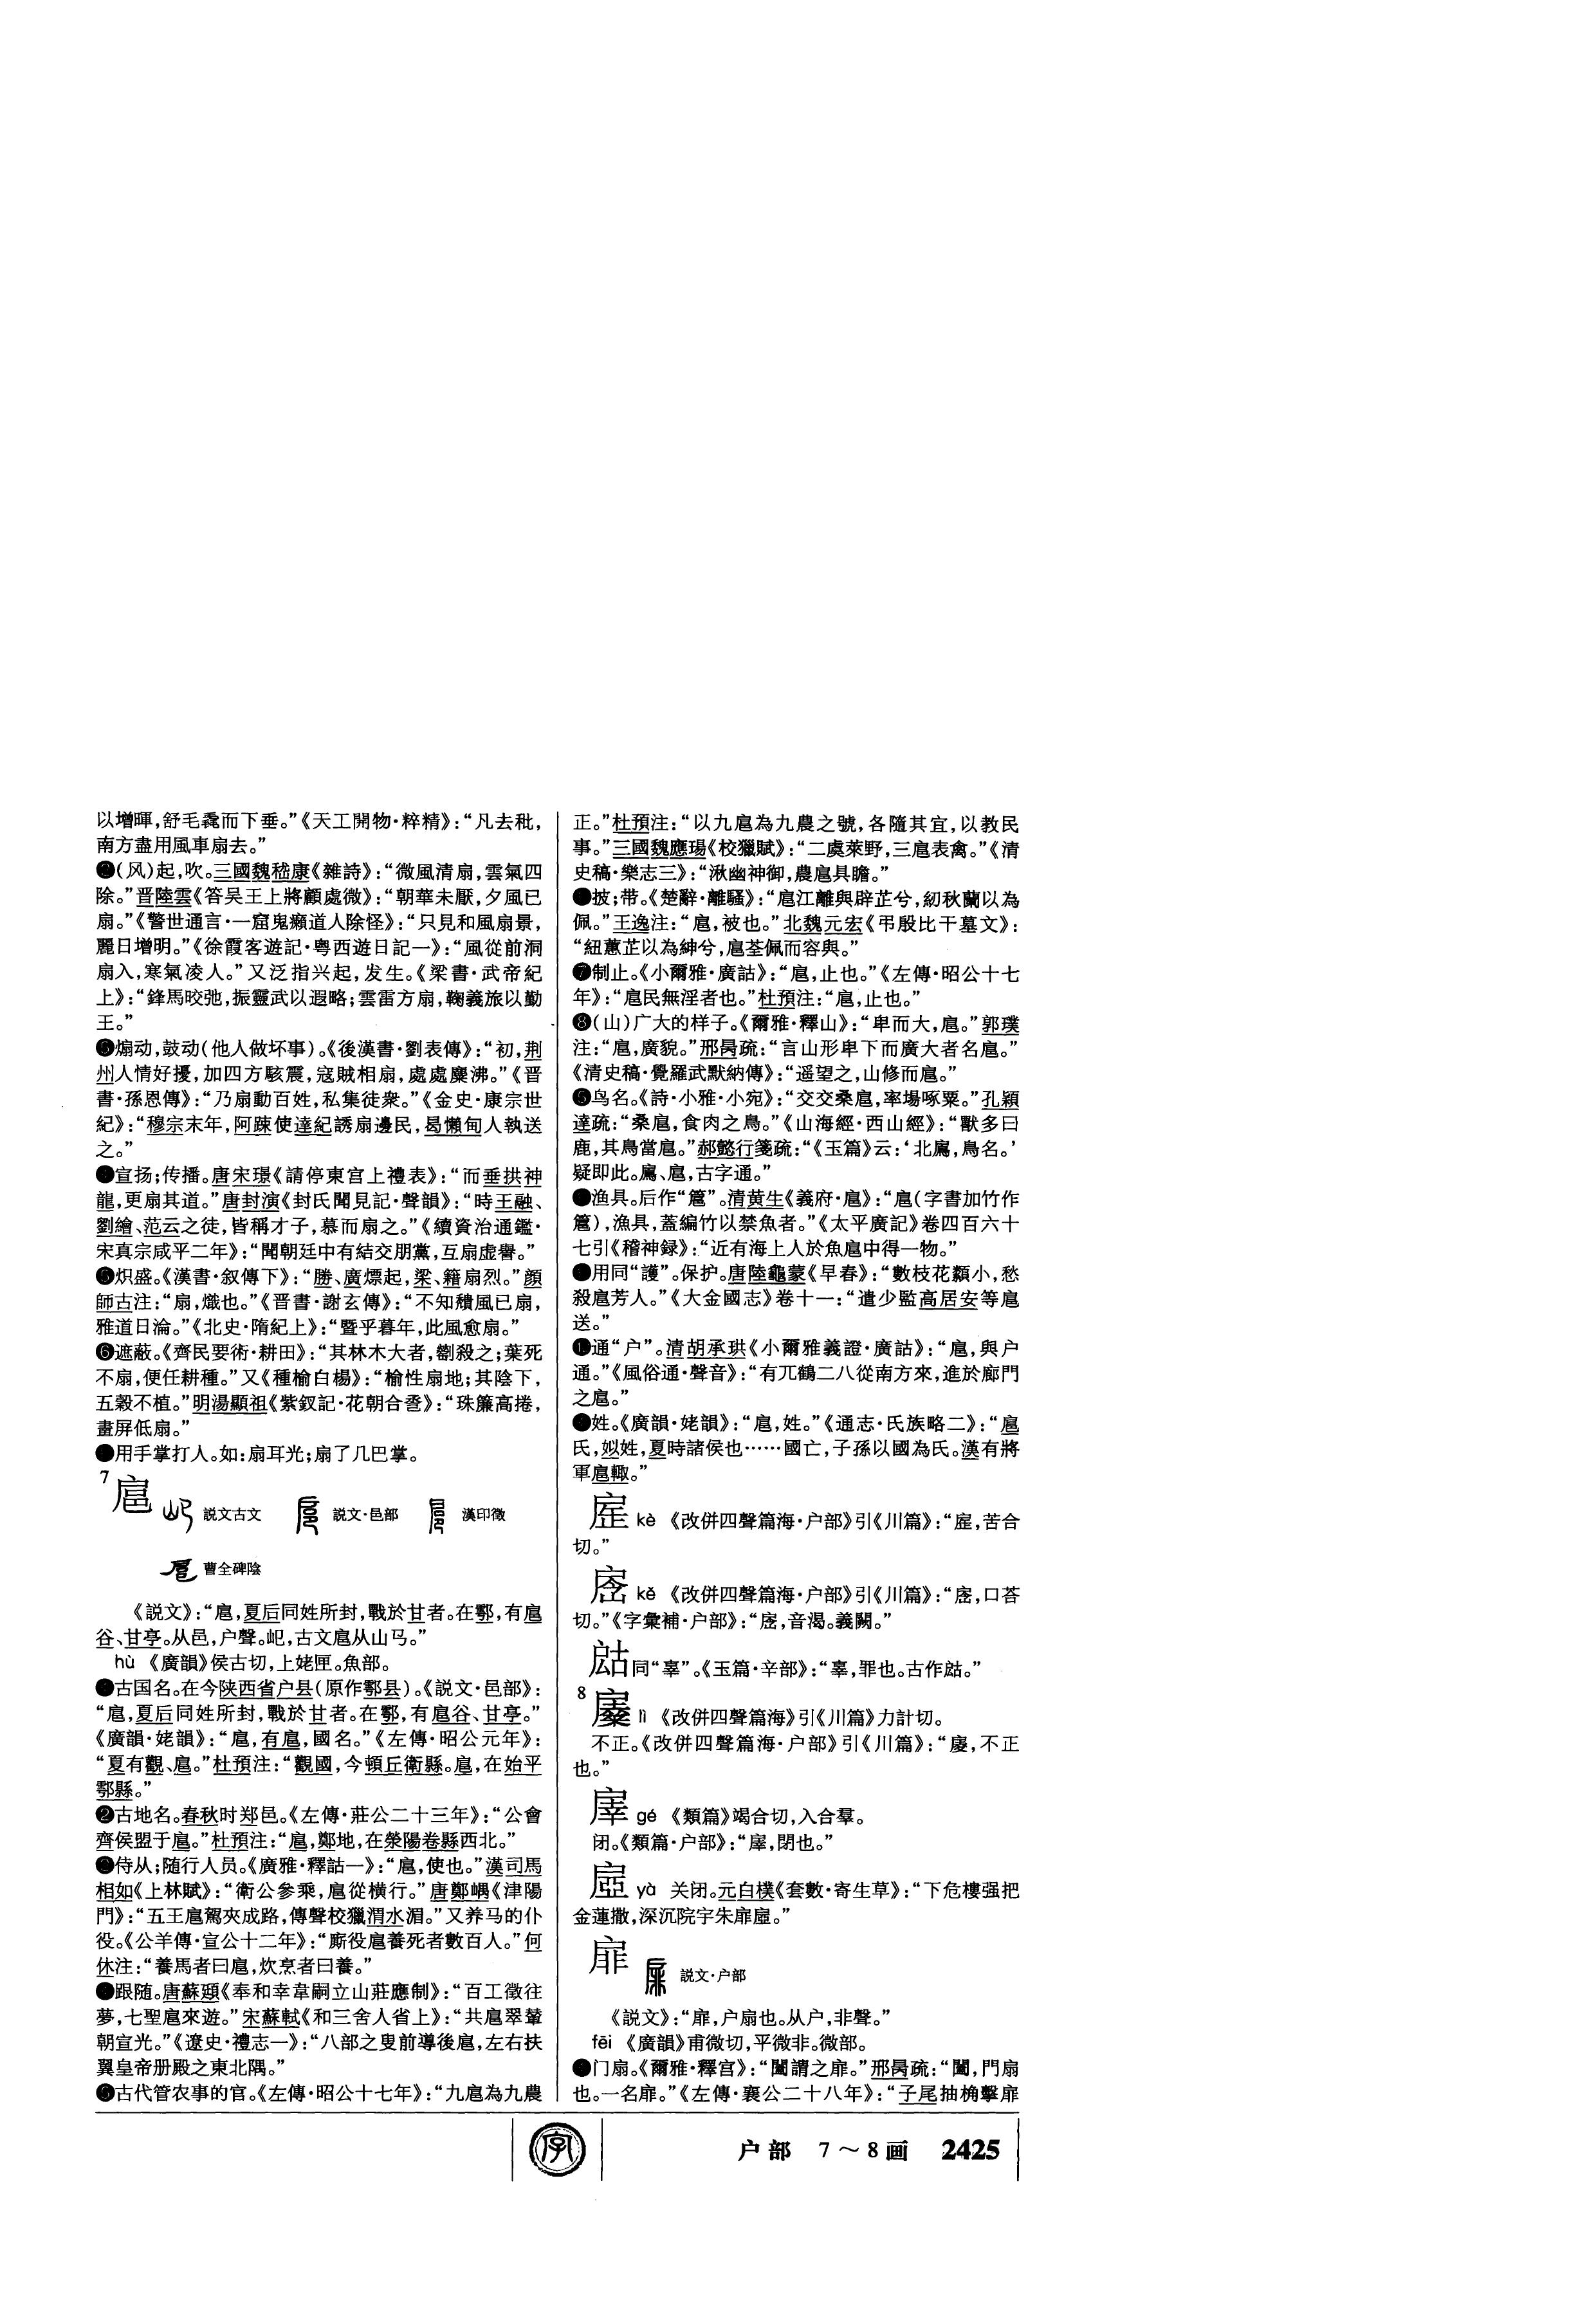 以增暉，舒毛毳而下垂。”《天工開物·粹精》：“凡去秕，
南方盡用風車扇去。”
❷（风）起，吹。三國魏嵇康《雜詩》：“微風清扇，雲氣四
除。”晋陸雲《答吴王上將顧處微》：“朝華未厭，夕風已
扇。”《警世通言·一窟鬼癩道人除怪》：“只見和風扇景，
麗日增明。”《徐霞客遊記·粤西遊日記一》：“風從前洞
扇入，寒氣凌人。”又泛指兴起，发生。《梁書·武帝紀
上》：“鋒馬晈弛，振靈武以遐略；雲雷方扇，鞠義旅以勤
王。”
煽动，鼓动（他人做坏事）。《後漢書·劉表傳》：“初，荆
州人情好擾，加四方駭震，寇賊相扇，處處麋沸。”《晋
書·孫恩傳》：“乃扇動百姓，私集徒衆。”《金史·康宗世
紀》：“穆宗末年，阿踈使達紀誘扇邊民，曷懶甸人執送
之。”
宣扬；传播。唐宋璟《請停東宫上禮表》：“而垂拱神
龍，更扇其道。”唐封演《封氏聞見記·聲韻》：“時王融、
劉繪、范云之徒，皆稱才子，慕而扇之。”《續資治通鑑·
宋真宗咸平二年》：“聞朝廷中有結交朋黨，互扇虚譽。”
❺炽盛。《漢書·叙傳下》：“勝、廣熛起，梁、籍扇烈。”顔
師古注：“扇，熾也。”《晋書·謝玄傳》：“不知穨風已扇，
雅道日淪。”《北史·隋紀上》：“暨乎暮年，此風愈扇。”
❻遮蔽。《齊民要術·耕田》：“其林木大者，劄殺之；葉死
不扇，便任耕種。”又《種榆白楊》：“榆性扇地；其陰下，
五穀不植。”明湯顯祖《紫釵記·花朝合卺》：“珠簾高捲，
畫屏低扇。”
用手掌打人。如：扇耳光；扇了几巴掌。
7
扈 説文古文 説文·邑部 漢印徵
曹全碑陰
《説文》：“扈，夏后同姓所封，戰於甘者。在鄠，有扈
谷、甘亭。从邑，户聲。㞲，古文扈从山㔾。”
hù 《廣韻》侯古切，上姥匣。魚部。
古国名。在今陕西省户县（原作鄠县）。《説文·邑部》：
“扈，夏后同姓所封，戰於甘者。在鄠，有扈谷、甘亭。”
《廣韻·姥韻》：“扈，有扈，國名。”《左傳·昭公元年》：
“夏有觀、扈。”杜預注：“觀國，今頓丘衛縣。扈，在始平
鄠縣。”
❷古地名。春秋时郑邑。《左傳·莊公二十三年》：“公會
齊侯盟于扈。”杜預注：“扈，鄭地，在滎陽卷縣西北。”
侍从；随行人员。《廣雅·釋詁一》：“扈，使也。”漢司馬
相如《上林賦》：“衛公參乘，扈從横行。”唐鄭嵎《津陽
門》：“五王扈駕夾成路，傳聲校獵渭水湄。”又养马的仆
役。《公羊傳·宣公十二年》：“廝役扈養死者數百人。”何
休注：“養馬者曰扈，炊烹者曰養。”
跟随。唐蘇頲《奉和幸韋嗣立山莊應制》：“百工徵往
夢，七聖扈來遊。”宋蘇軾《和三舍人省上》：“共扈翠輦
朝宣光。”《遼史·禮志一》：“八部之叟前導後扈，左右扶
翼皇帝册殿之東北隅。”
❺古代管农事的官。《左傳·昭公十七年》：“九扈為九農
正。”杜預注：“以九扈為九農之號，各隨其宜，以教民
事。”三國魏應瑒《校獵賦》：“二虞萊野，三扈表禽。”《清
史稿·樂志三》：“湫幽神御，農扈具瞻。”
披；带。《楚辭·離騷》：“扈江離與辟芷兮，紉秋蘭以為
佩。”王逸注：“扈，被也。”北魏元宏《弔殷比干墓文》：
“紐蕙芷以為紳兮，扈荃佩而容與。”
❼制止。《小爾雅·廣詁》：“扈，止也。”《左傳·昭公十七
年》：“扈民無淫者也。”杜預注：“扈，止也。”
❽（山）广大的样子。《爾雅·釋山》：“卑而大，扈。”郭璞
注：“扈，廣貌。”邢昺疏：“言山形卑下而廣大者名扈。”
《清史稿·覺羅武默納傳》：“遥望之，山修而扈。”
鸟名。《詩·小雅·小宛》：“交交桑扈，率場啄粟。”孔穎
達疏：“桑扈，食肉之鳥。”《山海經·西山經》：“獸多白
鹿，其鳥當扈。”郝懿行箋疏：“《玉篇》云：‘北鳸，鳥名。’
疑即此。鳸、扈，古字通。”
渔具。后作“簄”。清黄生《義府·扈》：“扈（字書加竹作
簄），漁具，蓋編竹以禁魚者。”《太平廣記》卷四百六十
七引《稽神録》：“近有海上人於魚扈中得一物。”
用同“護”。保护。唐陸龜蒙《早春》：“數枝花顙小，愁
殺扈芳人。”《大金國志》卷十一：“遣少監高居安等扈
送。”
通“户”。清胡承珙《小爾雅義證·廣詁》：“扈，與户
通。”《風俗通·聲音》：“有玄鶴二八從南方來，進於廊門
之扈。”
姓。《廣韻·姥韻》：“扈，姓。”《通志·氏族略二》：“扈
氏，姒姓，夏時諸侯也……國亡，子孫以國為氏。漢有將
軍扈輙。”
kè 《改併四聲篇海·户部》引《川篇》：“，苦合
切。”
kě 《改併四聲篇海·户部》引《川篇》：“，口荅
切。”《字彙補·户部》：“，音渴。義闕。”
同“辜”。《玉篇·辛部》：“辜，罪也。古作。”
8
lì 《改併四聲篇海》引《川篇》力計切。
不正。《改併四聲篇海·户部》引《川篇》：“，不正
也。”
gé 《類篇》竭合切，入合羣。
闭。《類篇·户部》：“，閉也。”
yà 关闭。元白樸《套數·寄生草》：“下危樓强把
金蓮撒，深沉院宇朱扉。”
扉 説文·户部
《説文》：“扉，户扇也。从户，非聲。”
fēi 《廣韻》甫微切，平微非。微部。
门扇。《爾雅·釋宫》：“闔謂之扉。”邢昺疏：“闔，門扇
也。一名扉。”《左傳·襄公二十八年》：“子尾抽桷擊扉
字
户部 7～8画 2425